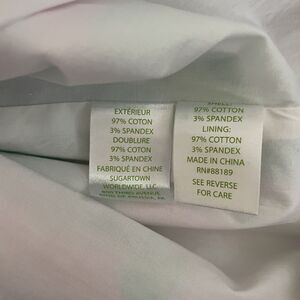 EXTÉRIEUR
97% COTON
3% SPANDEX
DOUBLURE
97% COTON
3% SPANDEX
FABRIQUÉ EN CHINE
SUGARTOWN
WORLDWIDE, LLC.
SHELL:
97% COTTON
3% SPANDEX
LINING:
97% COTTON
3% SPANDEX
MADE IN CHINA
RN#88189
SEE REVERSE
FOR CARE